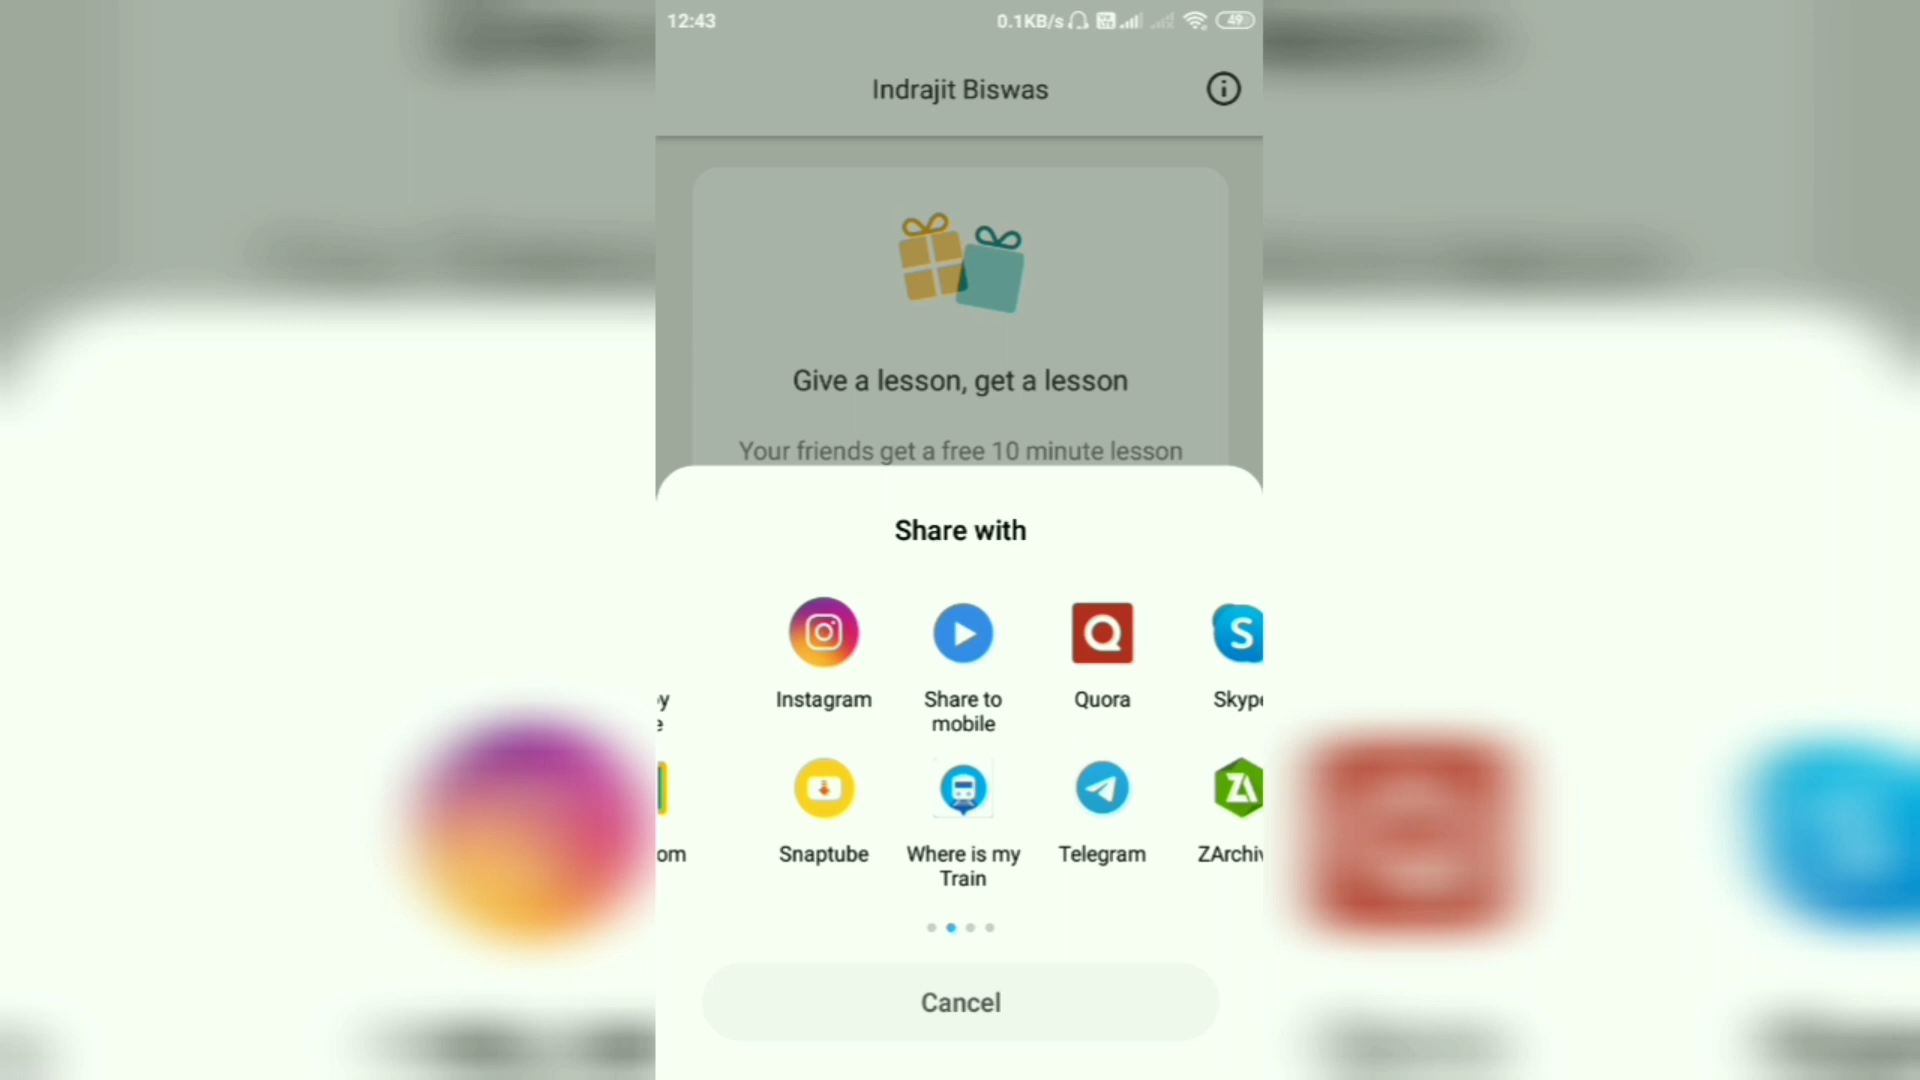 12:43
0.1KB/s 49
Indrajit Biswas
Give a lesson, get a lesson
Your friends get a free 10 minute lesson
Share with
Instagram
Share to
mobile
Quora
Skype
Snaptube
Where is my
Train
Telegram
ZArchiv
Cancel